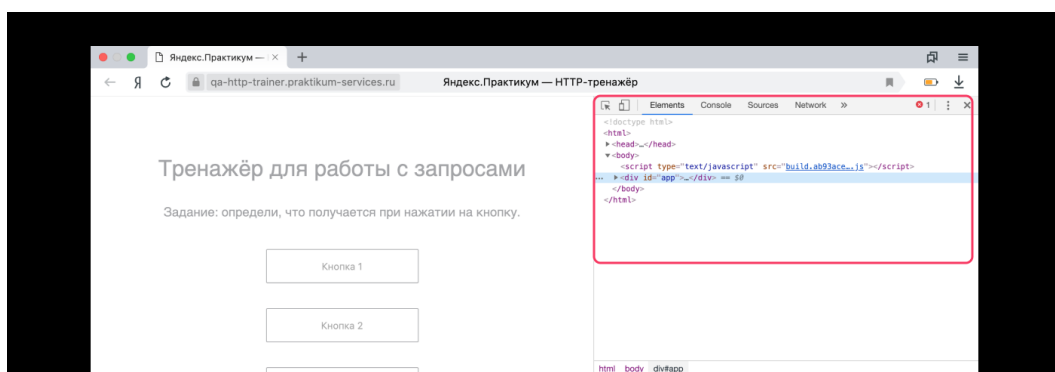 Яндекс.Практикум —
Я qa-http-trainer.praktikum-services.ru Яндекс.Практикум — HTTP-тренажёр
Elements Console Sources Network » 1
<!doctype html>
<html>
<head>…</head>
<body>
<script type="text/javascript" src="build.ab93ace….js"></script>
<div id="app">…</div> == $0
</body>
</html>
Тренажёр для работы с запросами
Задание: определи, что получается при нажатии на кнопку.
Кнопка 1
Кнопка 2
html body div#app